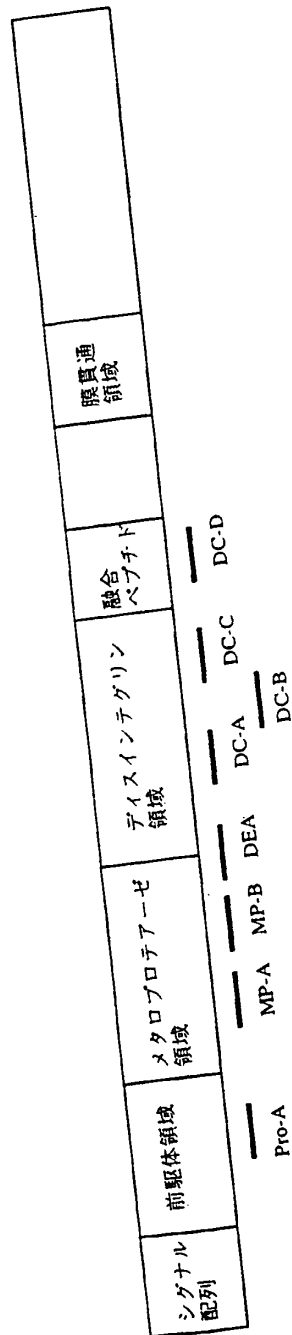 シグナル
配列
前駆体領域
メタロプロテアーゼ
領域
ディスインテグリン
領域
融合
ペプチド
膜貫通
領域
Pro-A
MP-A
MP-B
DEA
DC-A
DC-B
DC-C
DC-D